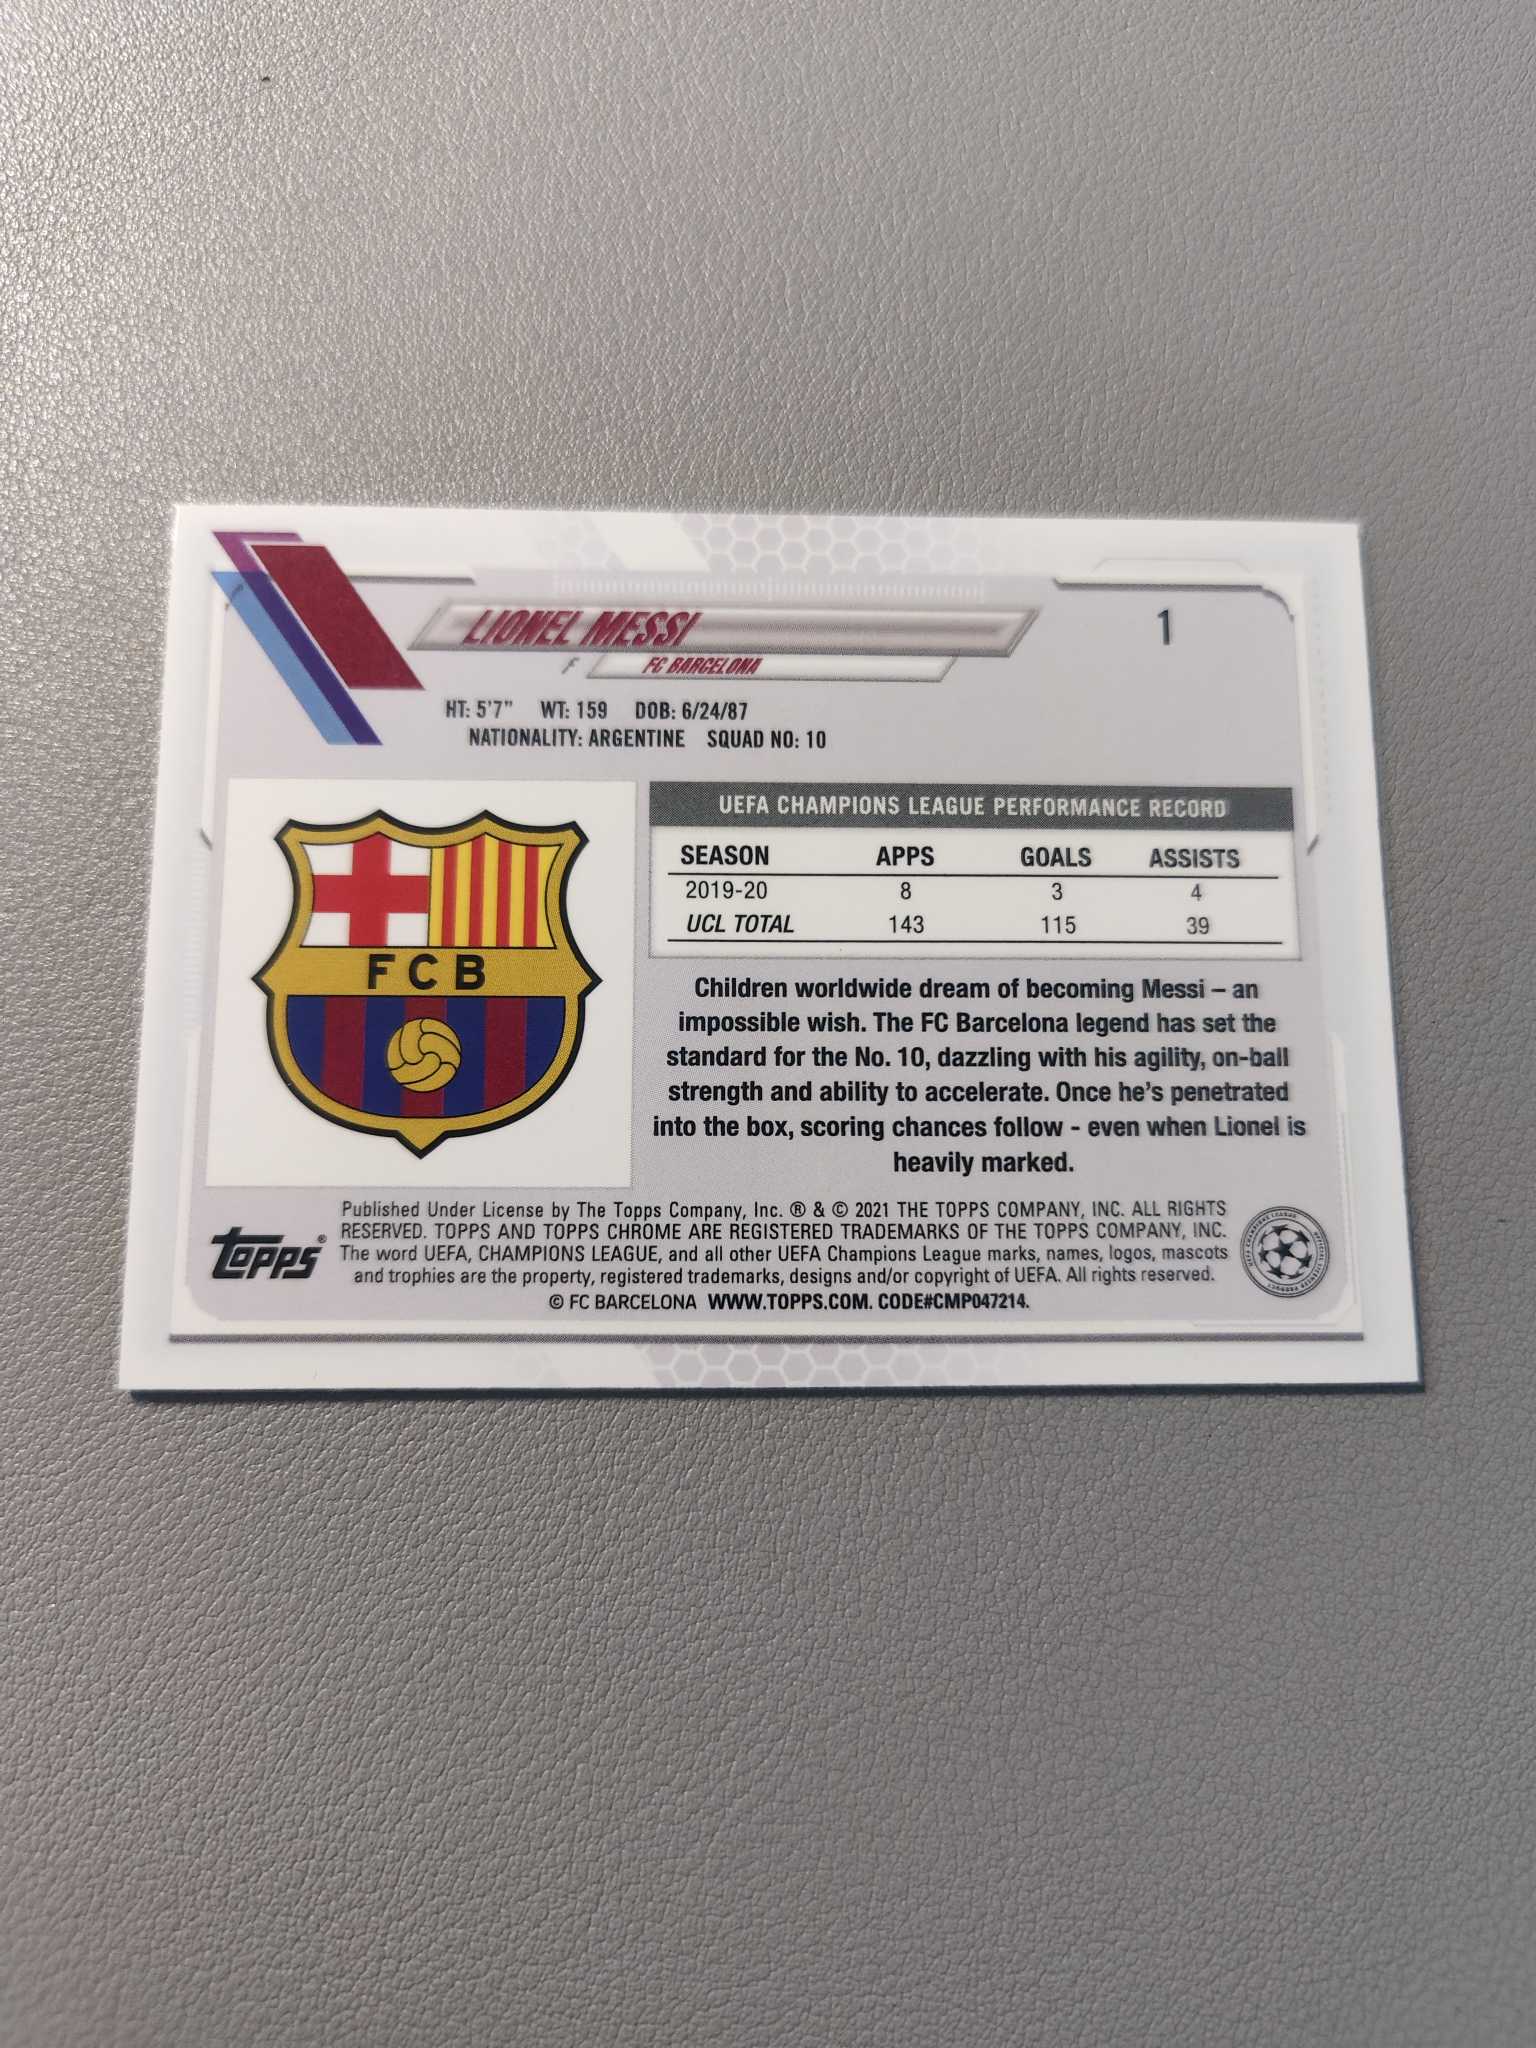 LIONEL MESSI
1
F FC BARCELONA
HT: 5'7" WT: 159 DOB: 6/24/87
NATIONALITY: ARGENTINE SQUAD NO: 10
FCB
UEFA CHAMPIONS LEAGUE PERFORMANCE RECORD
SEASON APPS GOALS ASSISTS
2019-20 8 3 4
UCL TOTAL 143 115 39
Children worldwide dream of becoming Messi – an
impossible wish. The FC Barcelona legend has set the
standard for the No. 10, dazzling with his agility, on-ball
strength and ability to accelerate. Once he's penetrated
into the box, scoring chances follow - even when Lionel is
heavily marked.
topps®
Published Under License by The Topps Company, Inc. ® & © 2021 THE TOPPS COMPANY, INC. ALL RIGHTS
RESERVED. TOPPS AND TOPPS CHROME ARE REGISTERED TRADEMARKS OF THE TOPPS COMPANY, INC.
The word UEFA, CHAMPIONS LEAGUE, and all other UEFA Champions League marks, names, logos, mascots
and trophies are the property, registered trademarks, designs and/or copyright of UEFA. All rights reserved.
© FC BARCELONA WWW.TOPPS.COM. CODE#CMP047214.